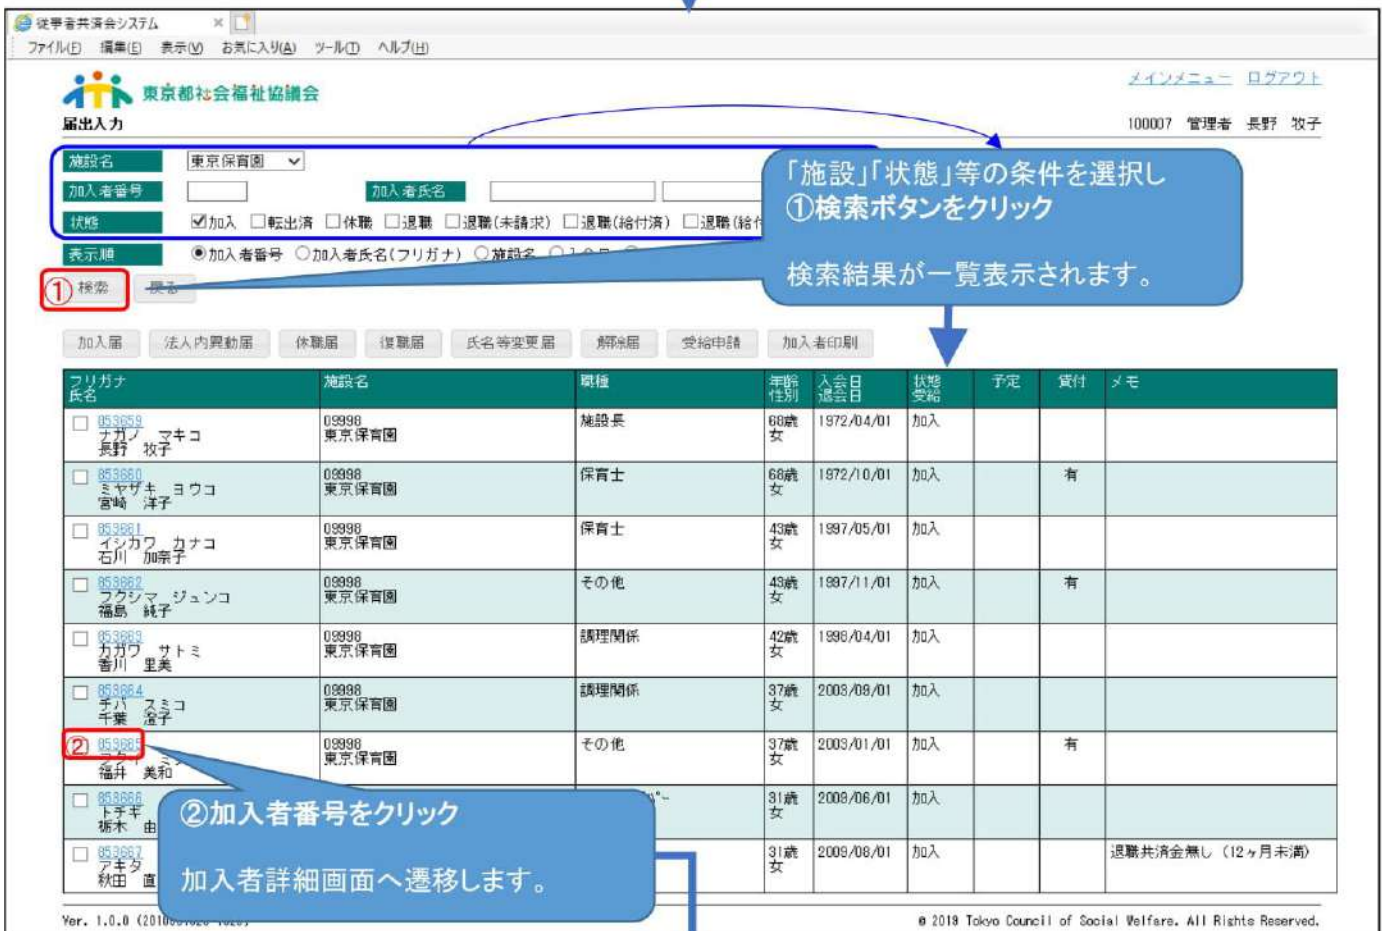 従事者共済会システム
ファイル(F) 編集(E) 表示(V) お気に入り(A) ツール(T) ヘルプ(H)
東京都社会福祉協議会
メインメニュー ログアウト
届出入力
100007 管理者 長野 牧子
施設名 東京保育園
加入者番号 加入者氏名
状態 加入 転出済 休職 退職 退職(未請求) 退職(給付済) 退職(給付
表示順 加入者番号 加入者氏名(フリガナ) 施設名
「施設」「状態」等の条件を選択し
①検索ボタンをクリック
検索結果が一覧表示されます。
① 検索 戻る
加入届 法人内異動届 休職届 復職届 氏名等変更届 解除届 受給申請 加入者印刷
フリガナ 氏名 施設名 職種 年齢 性別 入会日 退会日 状態 受給 予定 貸付 メモ
853659 09998 施設長 68歳 1972/04/01 加入
ナガノ マキコ 東京保育園 女
長野 牧子
853660 09998 保育士 68歳 1972/10/01 加入 有
ミヤザキ ヨウコ 東京保育園 女
宮崎 洋子
853661 09998 保育士 43歳 1997/05/01 加入
イシカワ カナコ 東京保育園 女
石川 加奈子
853662 09998 その他 43歳 1997/11/01 加入 有
フクシマ ジュンコ 東京保育園 女
福島 純子
853663 09998 調理関係 42歳 1998/04/01 加入
カガワ サトミ 東京保育園 女
香川 里美
853664 09998 調理関係 37歳 2003/09/01 加入
チバ スミコ 東京保育園 女
千葉 澄子
② 853665 09998 その他 37歳 2003/01/01 加入 有
東京保育園 女
福井 美和
853666 31歳 2009/06/01 加入
トチギ 女
栃木 由
853667 31歳 2009/08/01 加入 退職共済金無し(12ヶ月未満)
アキタ 女
秋田 直
②加入者番号をクリック
加入者詳細画面へ遷移します。
Ver. 1.0.0
© 2019 Tokyo Council of Social Welfare. All Rights Reserved.